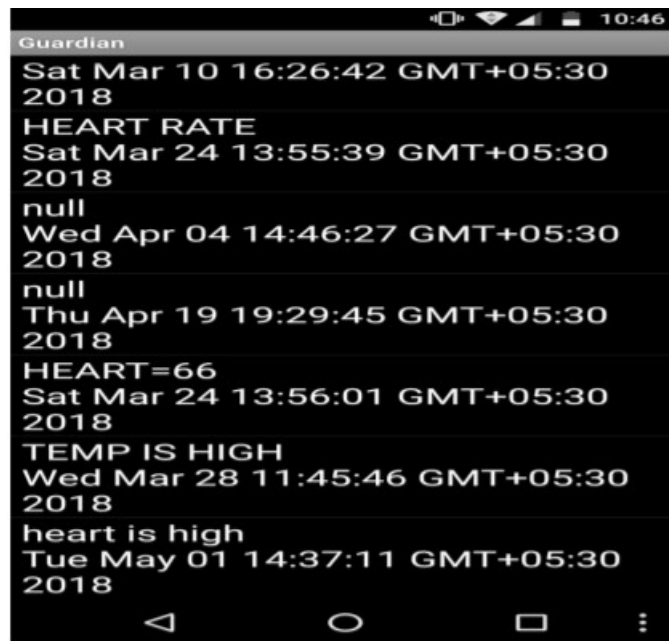 10:46
Guardian
Sat Mar 10 16:26:42 GMT+05:30
2018
HEART RATE
Sat Mar 24 13:55:39 GMT+05:30
2018
null
Wed Apr 04 14:46:27 GMT+05:30
2018
null
Thu Apr 19 19:29:45 GMT+05:30
2018
HEART=66
Sat Mar 24 13:56:01 GMT+05:30
2018
TEMP IS HIGH
Wed Mar 28 11:45:46 GMT+05:30
2018
heart is high
Tue May 01 14:37:11 GMT+05:30
2018